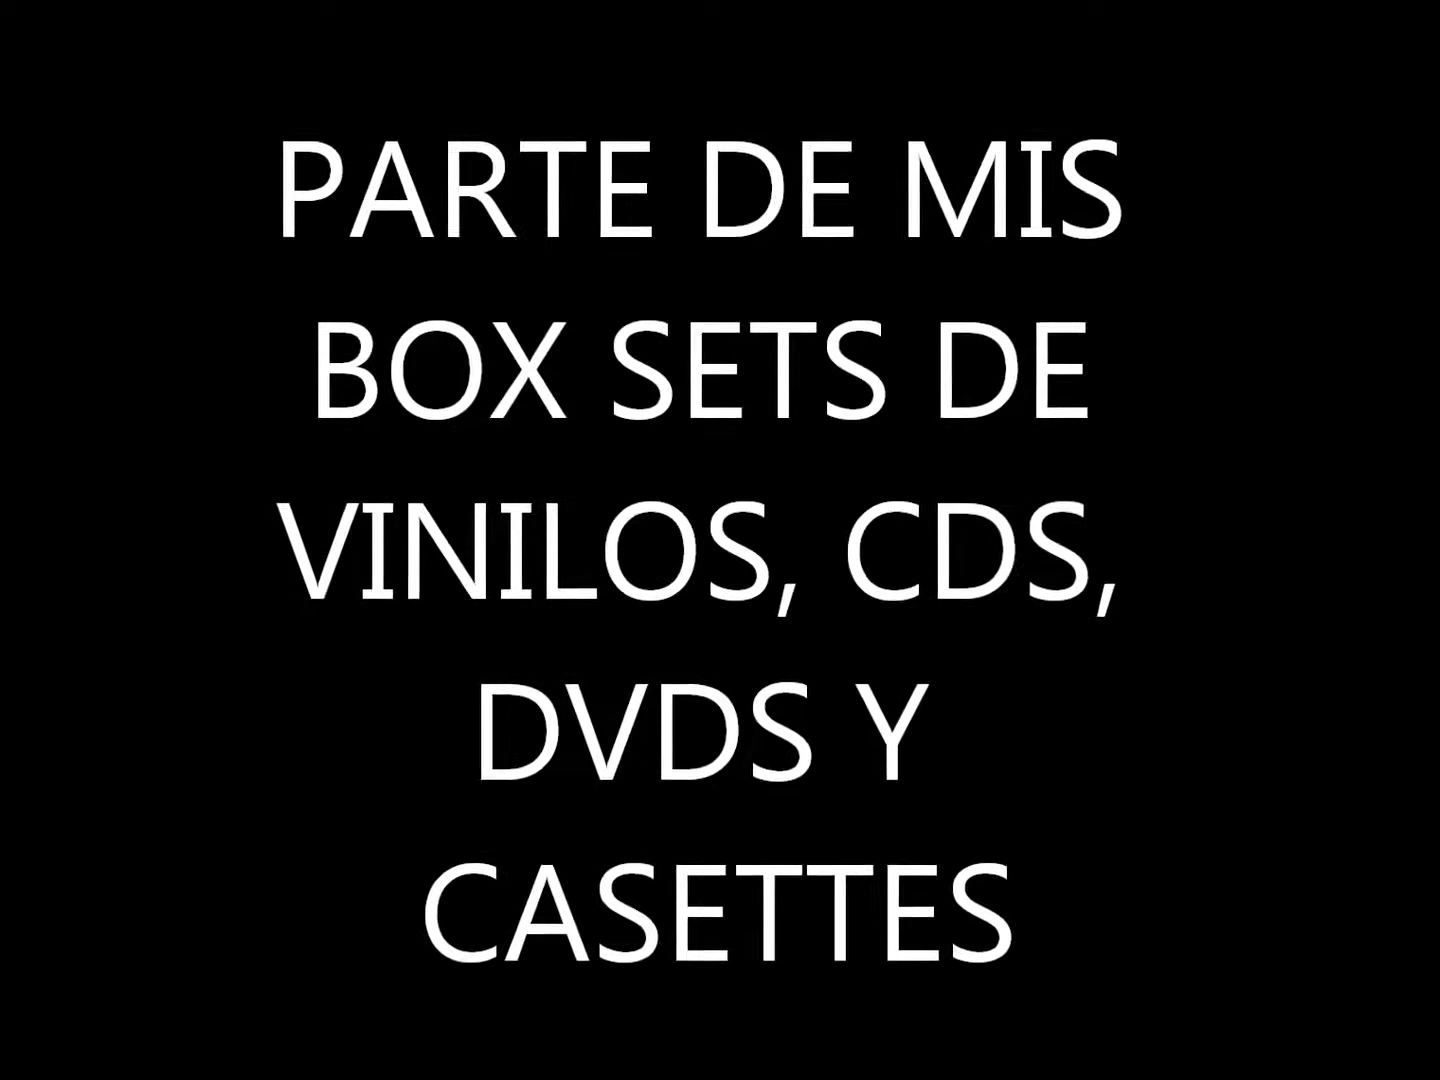 PARTE DE MIS
BOX SETS DE
VINILOS, CDS,
DVDS Y
CASETTES